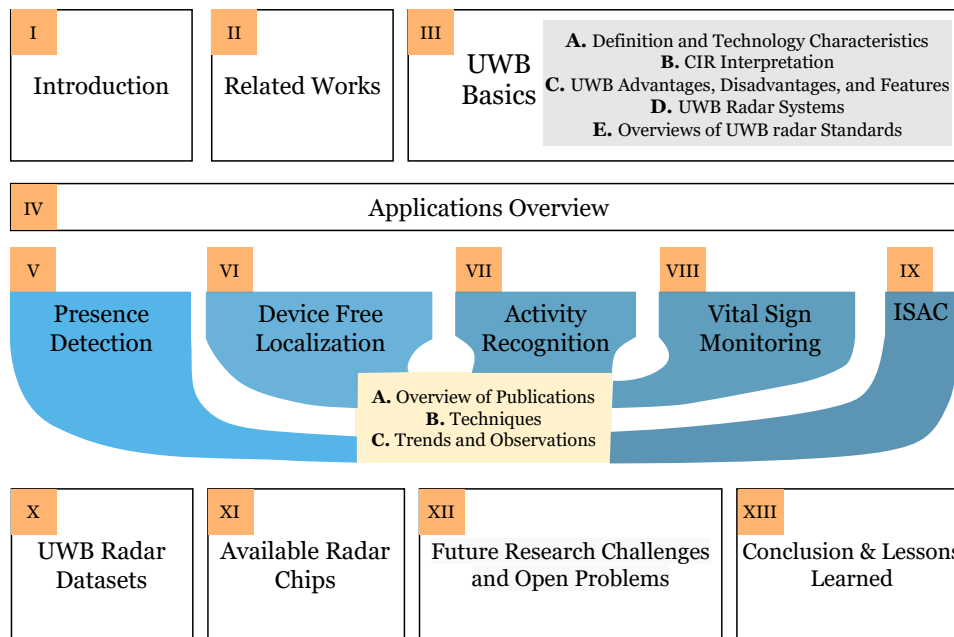 I
Introduction
II
Related Works
III
UWB
Basics
A. Definition and Technology Characteristics
B. CIR Interpretation
C. UWB Advantages, Disadvantages, and Features
D. UWB Radar Systems
E. Overviews of UWB radar Standards
IV
Applications Overview
V
Presence
Detection
VI
Device Free
Localization
VII
Activity
Recognition
VIII
Vital Sign
Monitoring
IX
ISAC
A. Overview of Publications
B. Techniques
C. Trends and Observations
X
UWB Radar
Datasets
XI
Available Radar
Chips
XII
Future Research Challenges
and Open Problems
XIII
Conclusion & Lessons
Learned